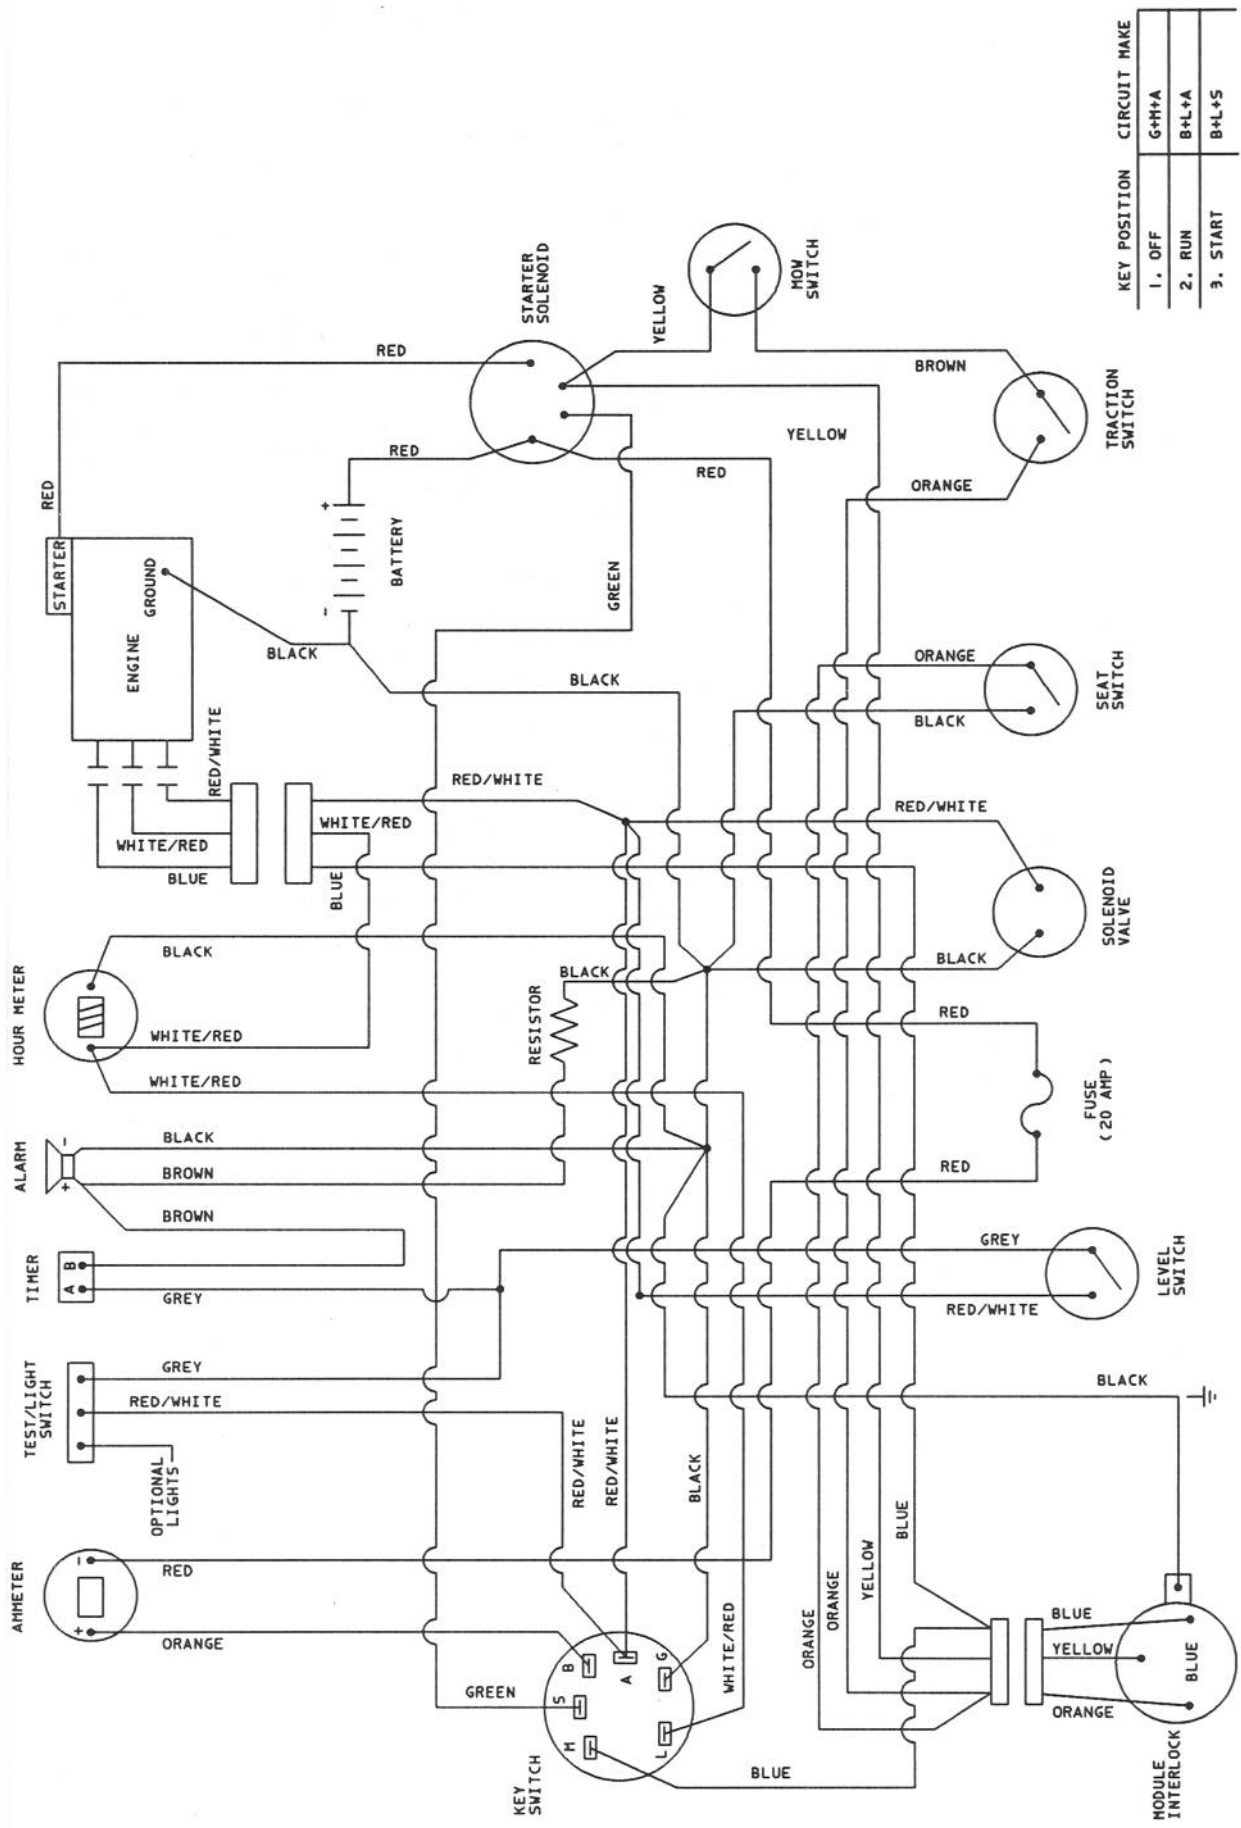 KEY POSITION CIRCUIT MAKE
1. OFF G+M+A
2. RUN B+L+A
3. START B+L+S
AMMETER
+
-
RED
ORANGE
TEST/LIGHT
SWITCH
OPTIONAL
LIGHTS
GREY
RED/WHITE
TIMER
A
B
GREY
BROWN
ALARM
+
-
BROWN
BLACK
HOUR METER
WHITE/RED
WHITE/RED
BLACK
STARTER
ENGINE
GROUND
RED
RED
BLUE
WHITE/RED
RED/WHITE
BLUE
WHITE/RED
RED/WHITE
BLACK
BATTERY
+
-
RED
BLACK
STARTER
SOLENOID
RED
GREEN
YELLOW
YELLOW
MOW
SWITCH
BROWN
TRACTION
SWITCH
ORANGE
SEAT
SWITCH
ORANGE
BLACK
SOLENOID
VALVE
RED/WHITE
BLACK
RESISTOR
BLACK
FUSE
(20 AMP)
RED
RED
LEVEL
SWITCH
GREY
RED/WHITE
BLACK
KEY
SWITCH
M
S
B
A
G
L
GREEN
RED/WHITE
RED/WHITE
BLACK
WHITE/RED
BLUE
ORANGE
ORANGE
YELLOW
BLUE
MODULE
INTERLOCK
ORANGE
YELLOW
BLUE
BLUE